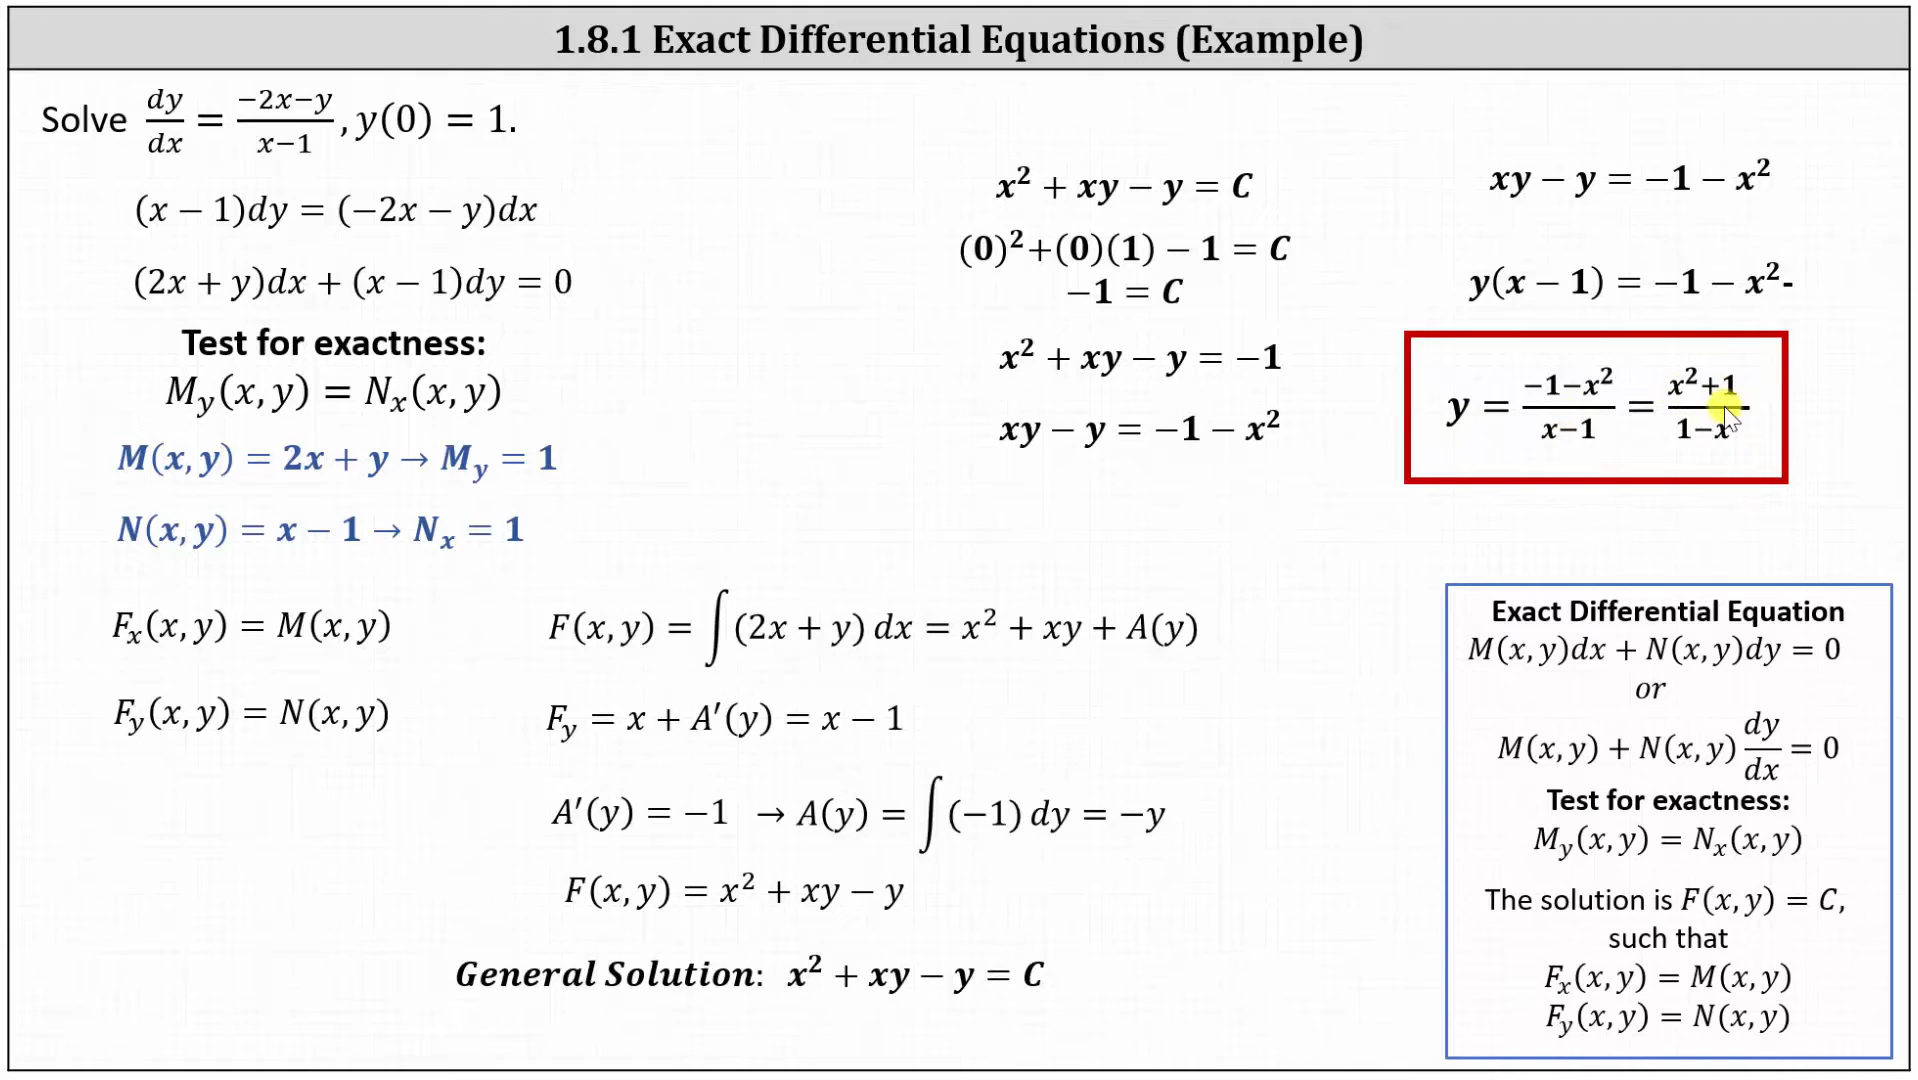 1.8.1 Exact Differential Equations (Example)
Solve dy/dx = (−2x−y)/(x−1), y(0) = 1.
(x − 1)dy = (−2x − y)dx
(2x + y)dx + (x − 1)dy = 0
Test for exactness:
M_y(x, y) = N_x(x, y)
M(x, y) = 2x + y → M_y = 1
N(x, y) = x − 1 → N_x = 1
F_x(x, y) = M(x, y)
F_y(x, y) = N(x, y)
F(x, y) = ∫(2x + y) dx = x² + xy + A(y)
F_y = x + A′(y) = x − 1
A′(y) = −1 → A(y) = ∫(−1) dy = −y
F(x, y) = x² + xy − y
General Solution: x² + xy − y = C
x² + xy − y = C
(0)²+(0)(1) − 1 = C
−1 = C
x² + xy − y = −1
xy − y = −1 − x²
xy − y = −1 − x²
y(x − 1) = −1 − x²-
y = (−1−x²)/(x−1) = (x²+1)/(1−x)
Exact Differential Equation
M(x, y)dx + N(x, y)dy = 0
or
M(x, y) + N(x, y) dy/dx = 0
Test for exactness:
M_y(x, y) = N_x(x, y)
The solution is F(x, y) = C,
such that
F_x(x, y) = M(x, y)
F_y(x, y) = N(x, y)